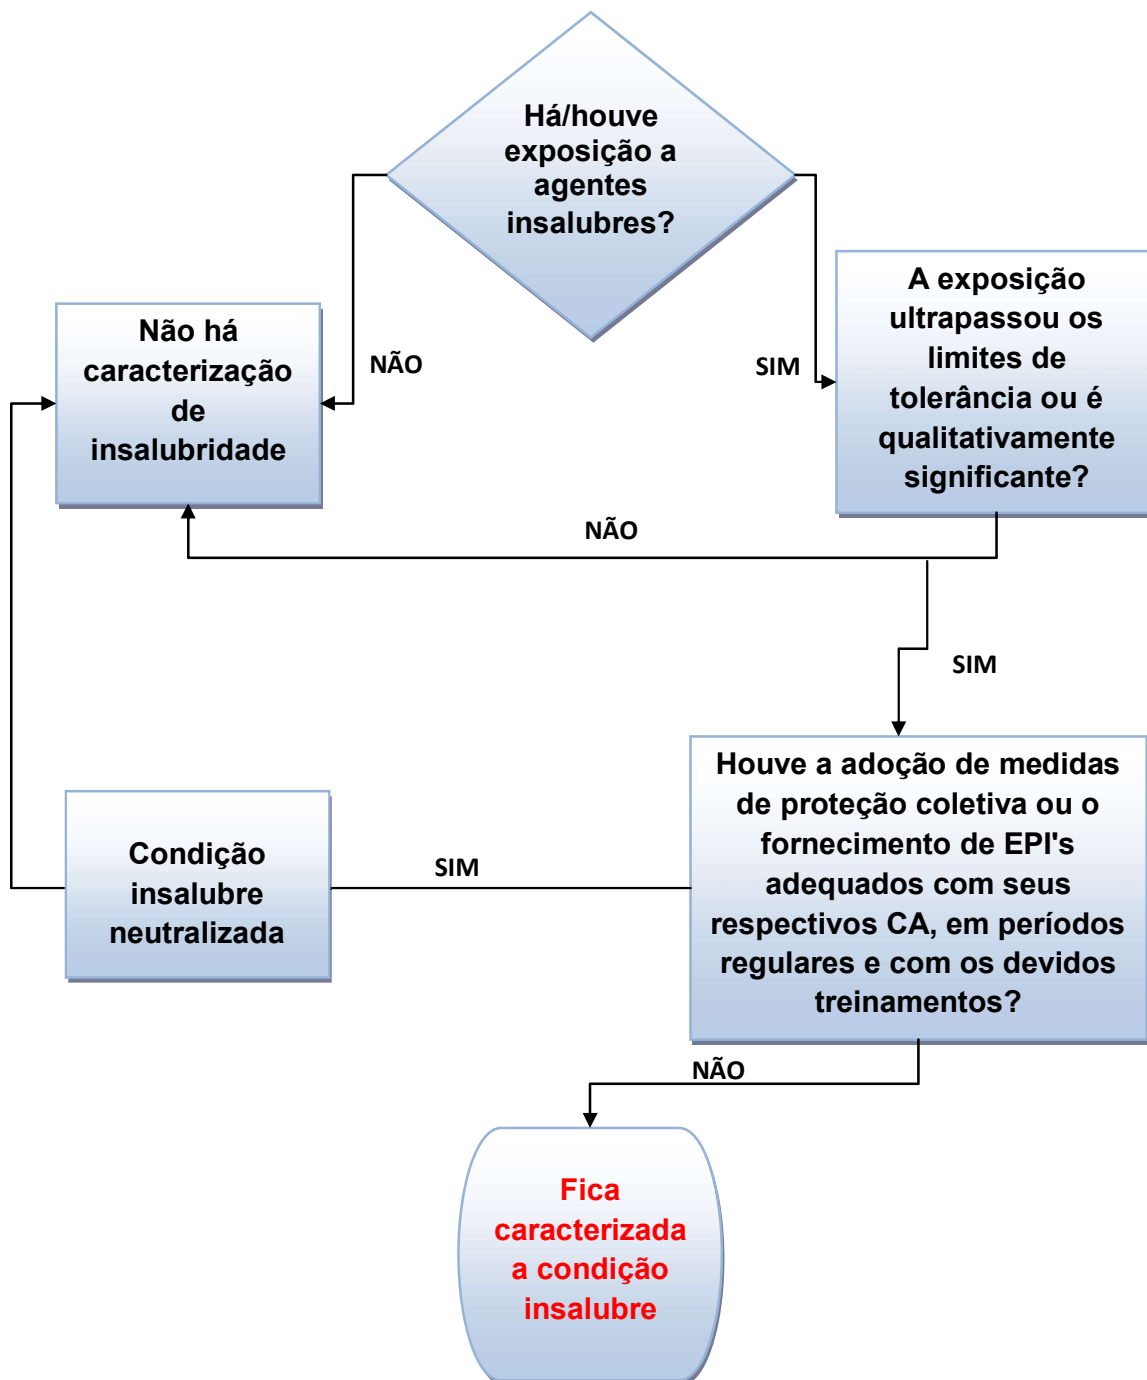 Há/houve
exposição a
agentes
insalubres?
A exposição
ultrapassou os
limites de
tolerância ou é
qualitativamente
significante?
Não há
caracterização
de
insalubridade
NÃO
SIM
NÃO
SIM
Houve a adoção de medidas
de proteção coletiva ou o
fornecimento de EPI's
adequados com seus
respectivos CA, em períodos
regulares e com os devidos
treinamentos?
Condição
insalubre
neutralizada
SIM
NÃO
Fica
caracterizada
a condição
insalubre